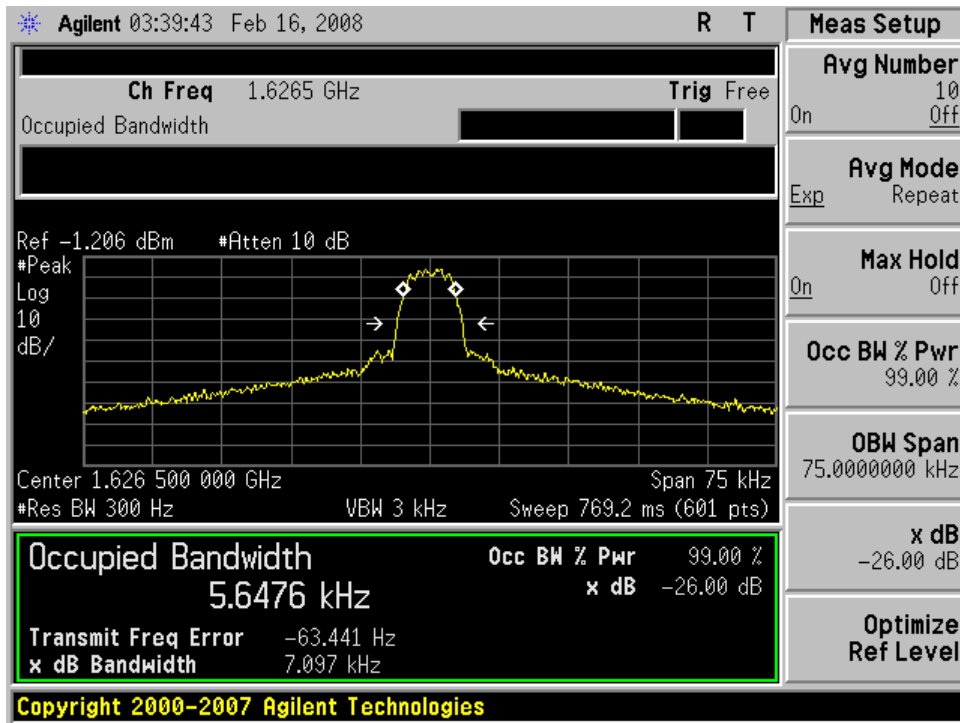 Agilent 03:39:43 Feb 16, 2008 R T
Ch Freq 1.6265 GHz Trig Free
Occupied Bandwidth
Ref -1.206 dBm #Atten 10 dB
#Peak
Log
10
dB/
Center 1.626 500 000 GHz Span 75 kHz
#Res BW 300 Hz VBW 3 kHz Sweep 769.2 ms (601 pts)
Occupied Bandwidth Occ BW % Pwr 99.00 %
5.6476 kHz x dB -26.00 dB
Transmit Freq Error -63.441 Hz
x dB Bandwidth 7.097 kHz
Copyright 2000-2007 Agilent Technologies
Meas Setup
Avg Number
10
On Off
Avg Mode
Exp Repeat
Max Hold
On Off
Occ BW % Pwr
99.00 %
OBW Span
75.0000000 kHz
x dB
-26.00 dB
Optimize
Ref Level